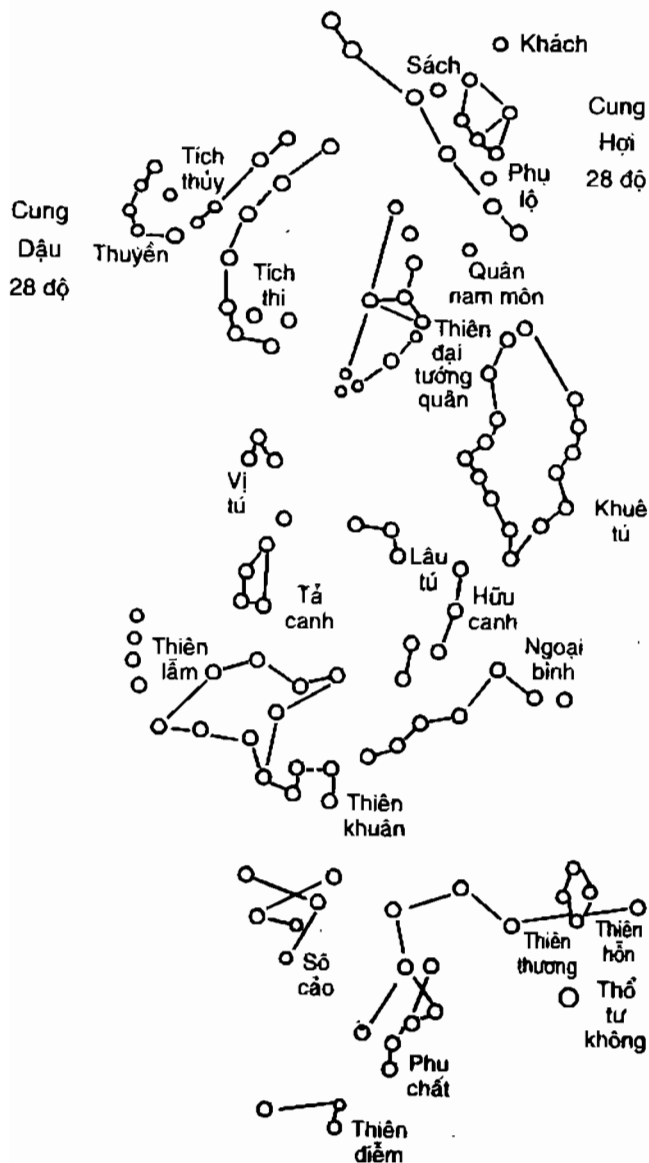 Khách
Sách
Cung
Hợi
28 độ
Tích
thủy
Phụ
lộ
Cung
Dậu
28 độ
Thuyền
Tích
thi
Quân
nam môn
Thiên
đại
tướng
quân
Vị
tú
Khuê
tú
Lâu
tú
Tả
canh
Hữu
canh
Thiên
lẫm
Ngoại
bình
Thiên
khuân
Sô
cảo
Thiên
thương
Thiên
hỗn
Thổ
tư
không
Phu
chất
Thiên
diễm